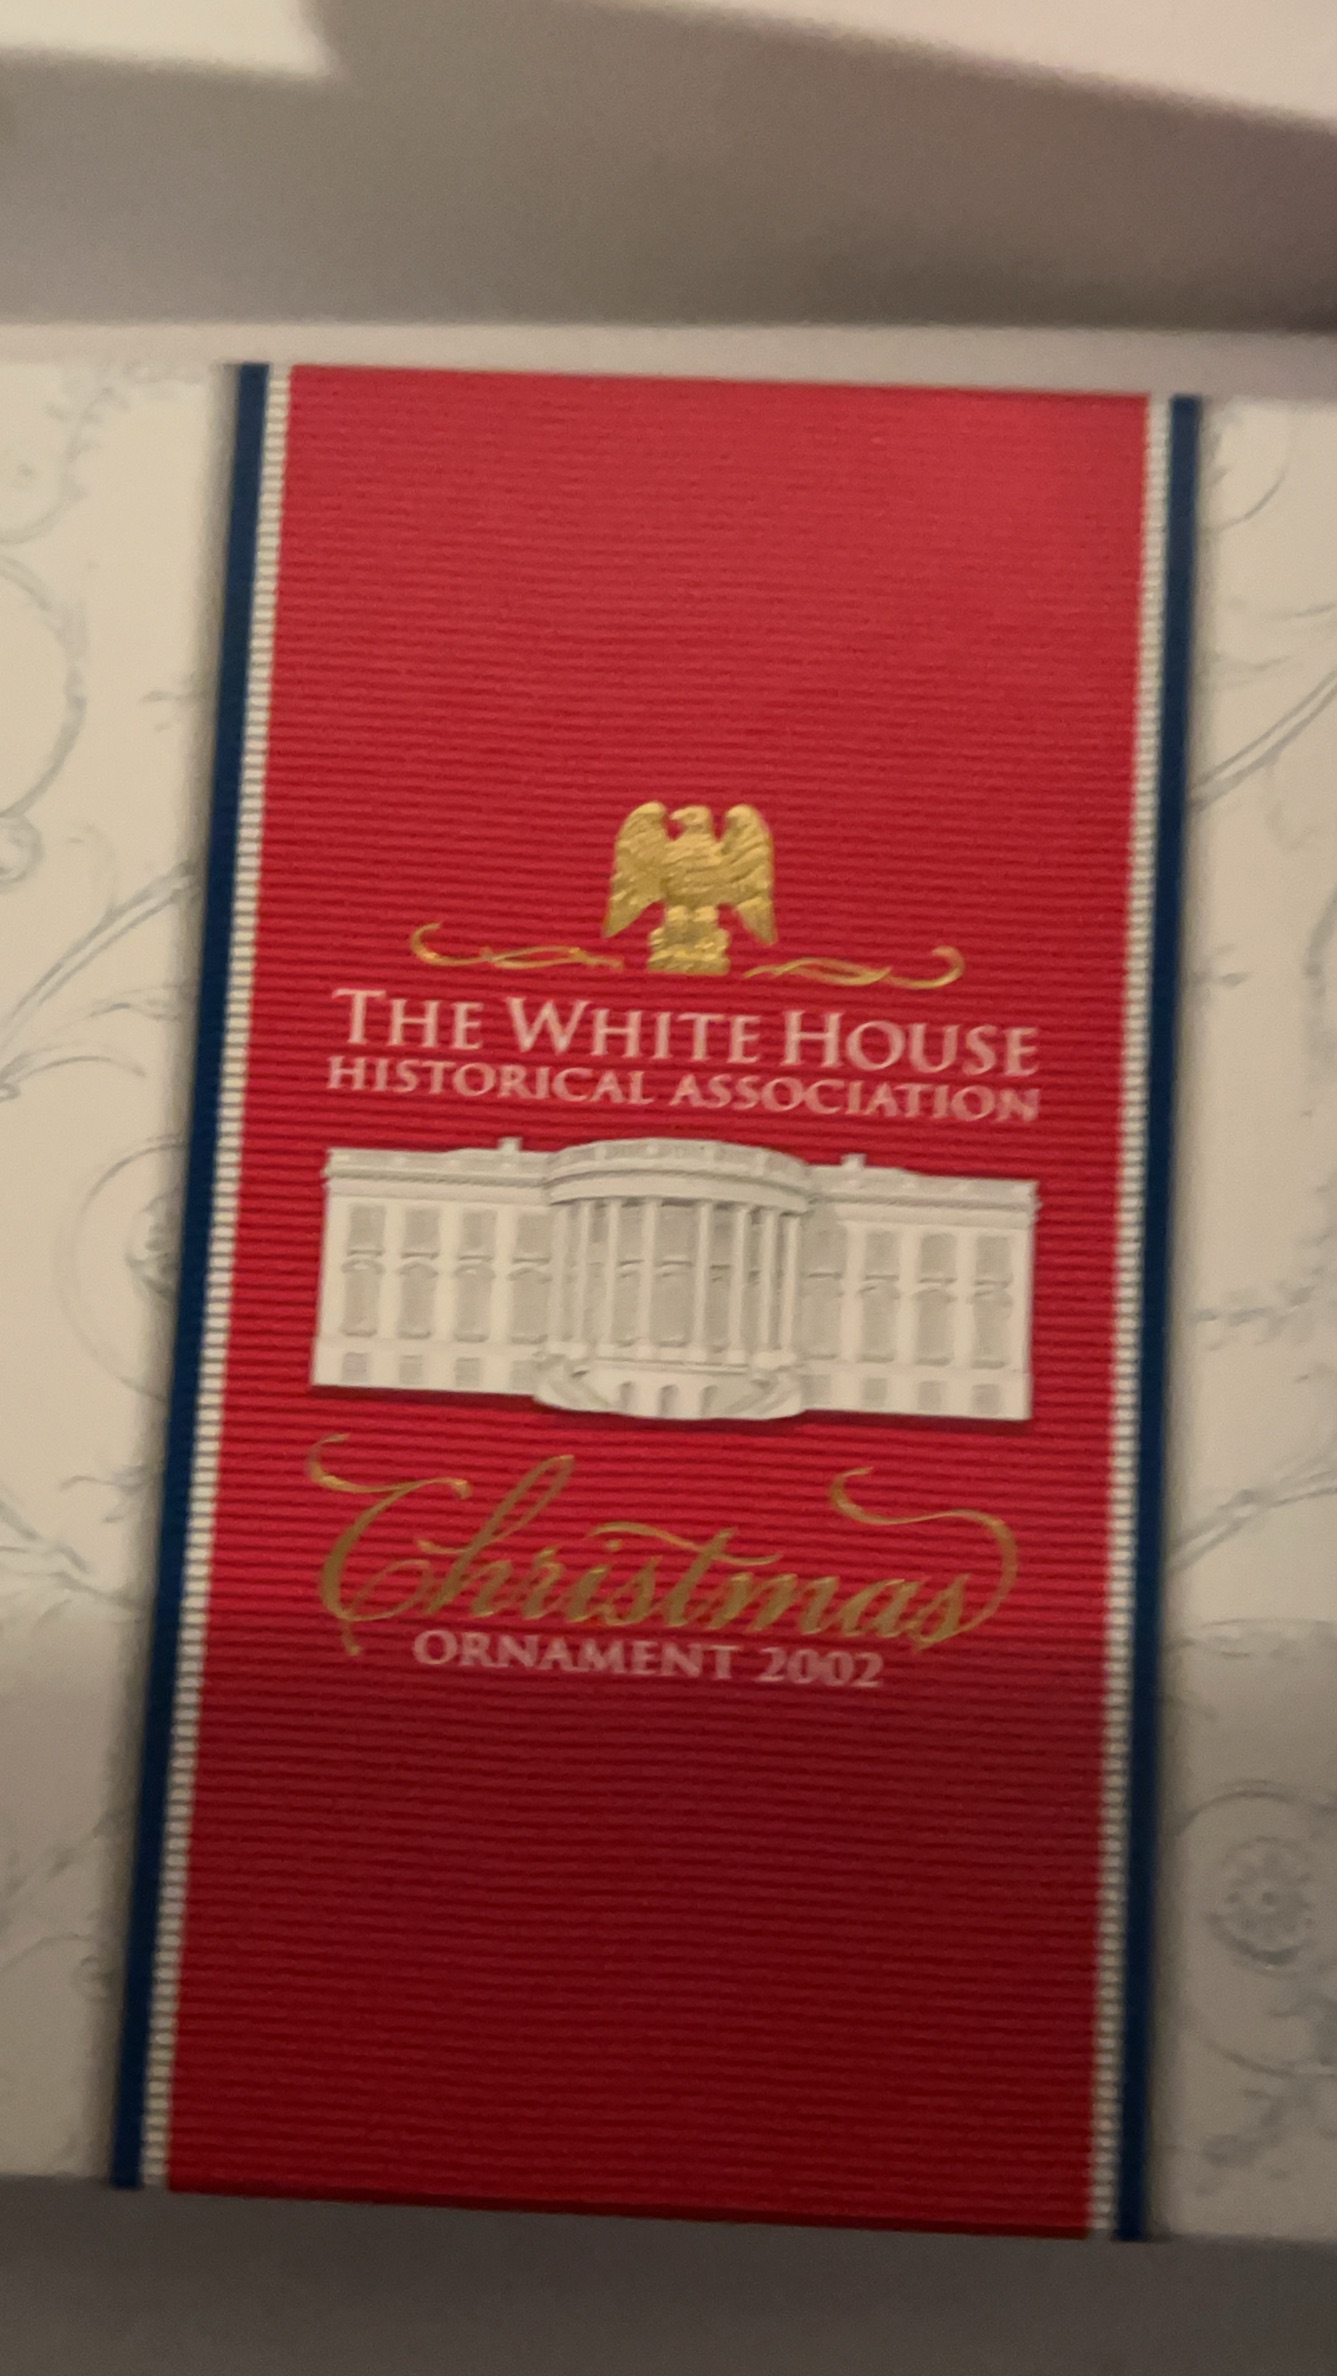 THE WHITE HOUSE
HISTORICAL ASSOCIATION
Christmas
ORNAMENT 2002